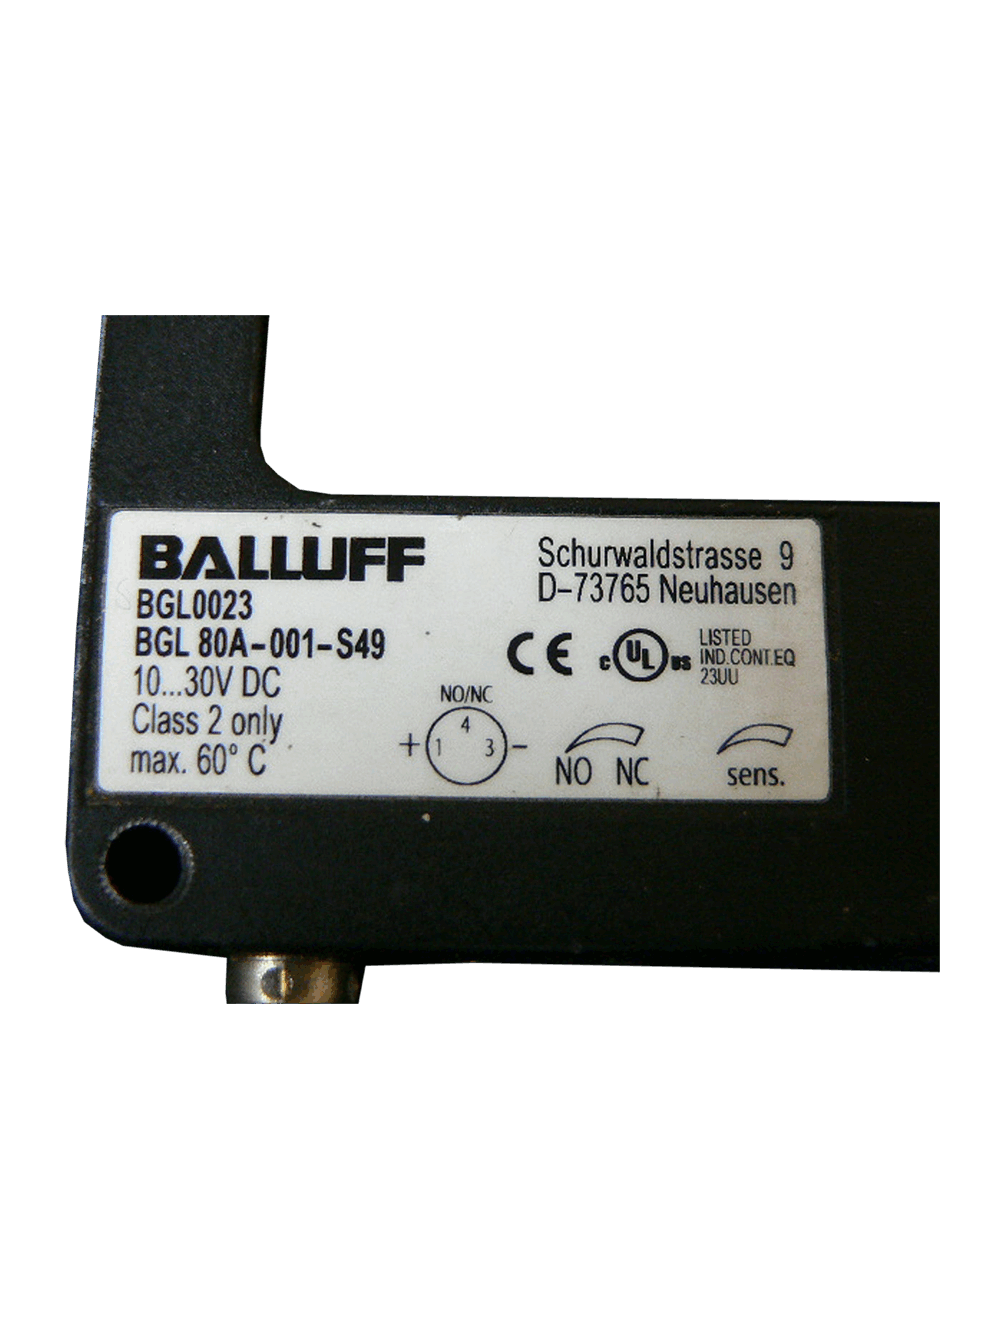 BALLUFF
BGL0023
BGL 80A-001-S49
10...30V DC
Class 2 only
max. 60° C
Schurwaldstrasse 9
D-73765 Neuhausen
CE
c UL us
LISTED
IND.CONT.EQ
23UU
NO/NC
4
+ 1 3 -
NO NC
sens.